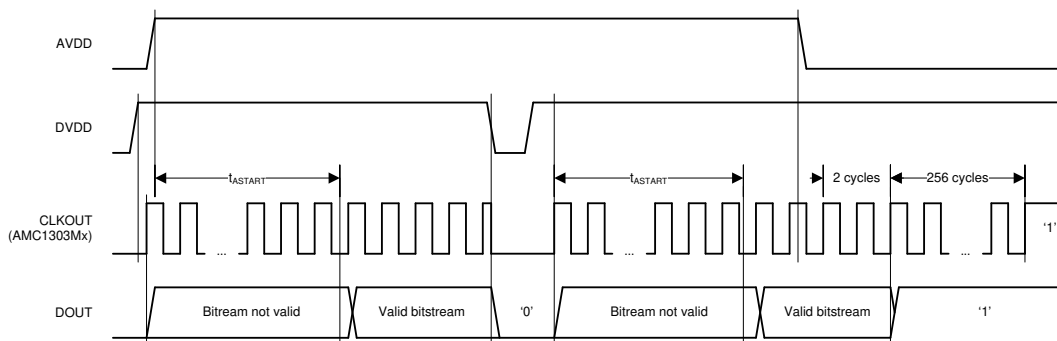 AVDD
DVDD
tASTART
tASTART
2 cycles
256 cycles
CLKOUT
(AMC1303Mx)
...
...
...
'1'
DOUT
Bitream not valid
Valid bitstream
'0'
Bitream not valid
Valid bitstream
'1'